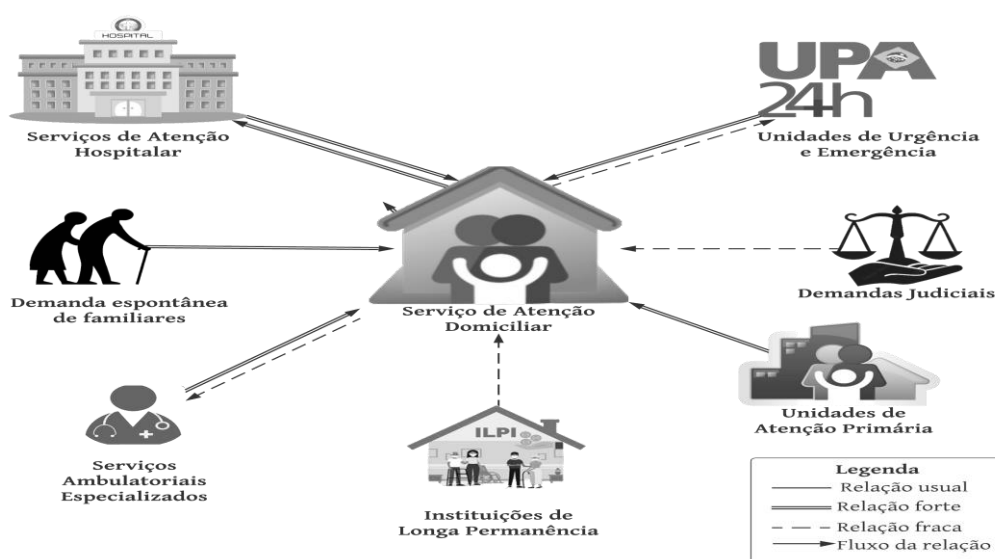 HOSPITAL
Serviços de Atenção
Hospitalar
UPA
24h
Unidades de Urgência
e Emergência
Demanda espontânea
de familiares
Serviço de Atenção
Domiciliar
Demandas Judiciais
Serviços
Ambulatoriais
Especializados
ILPI
Instituições de
Longa Permanência
Unidades de
Atenção Primária
Legenda
Relação usual
Relação forte
Relação fraca
Fluxo da relação